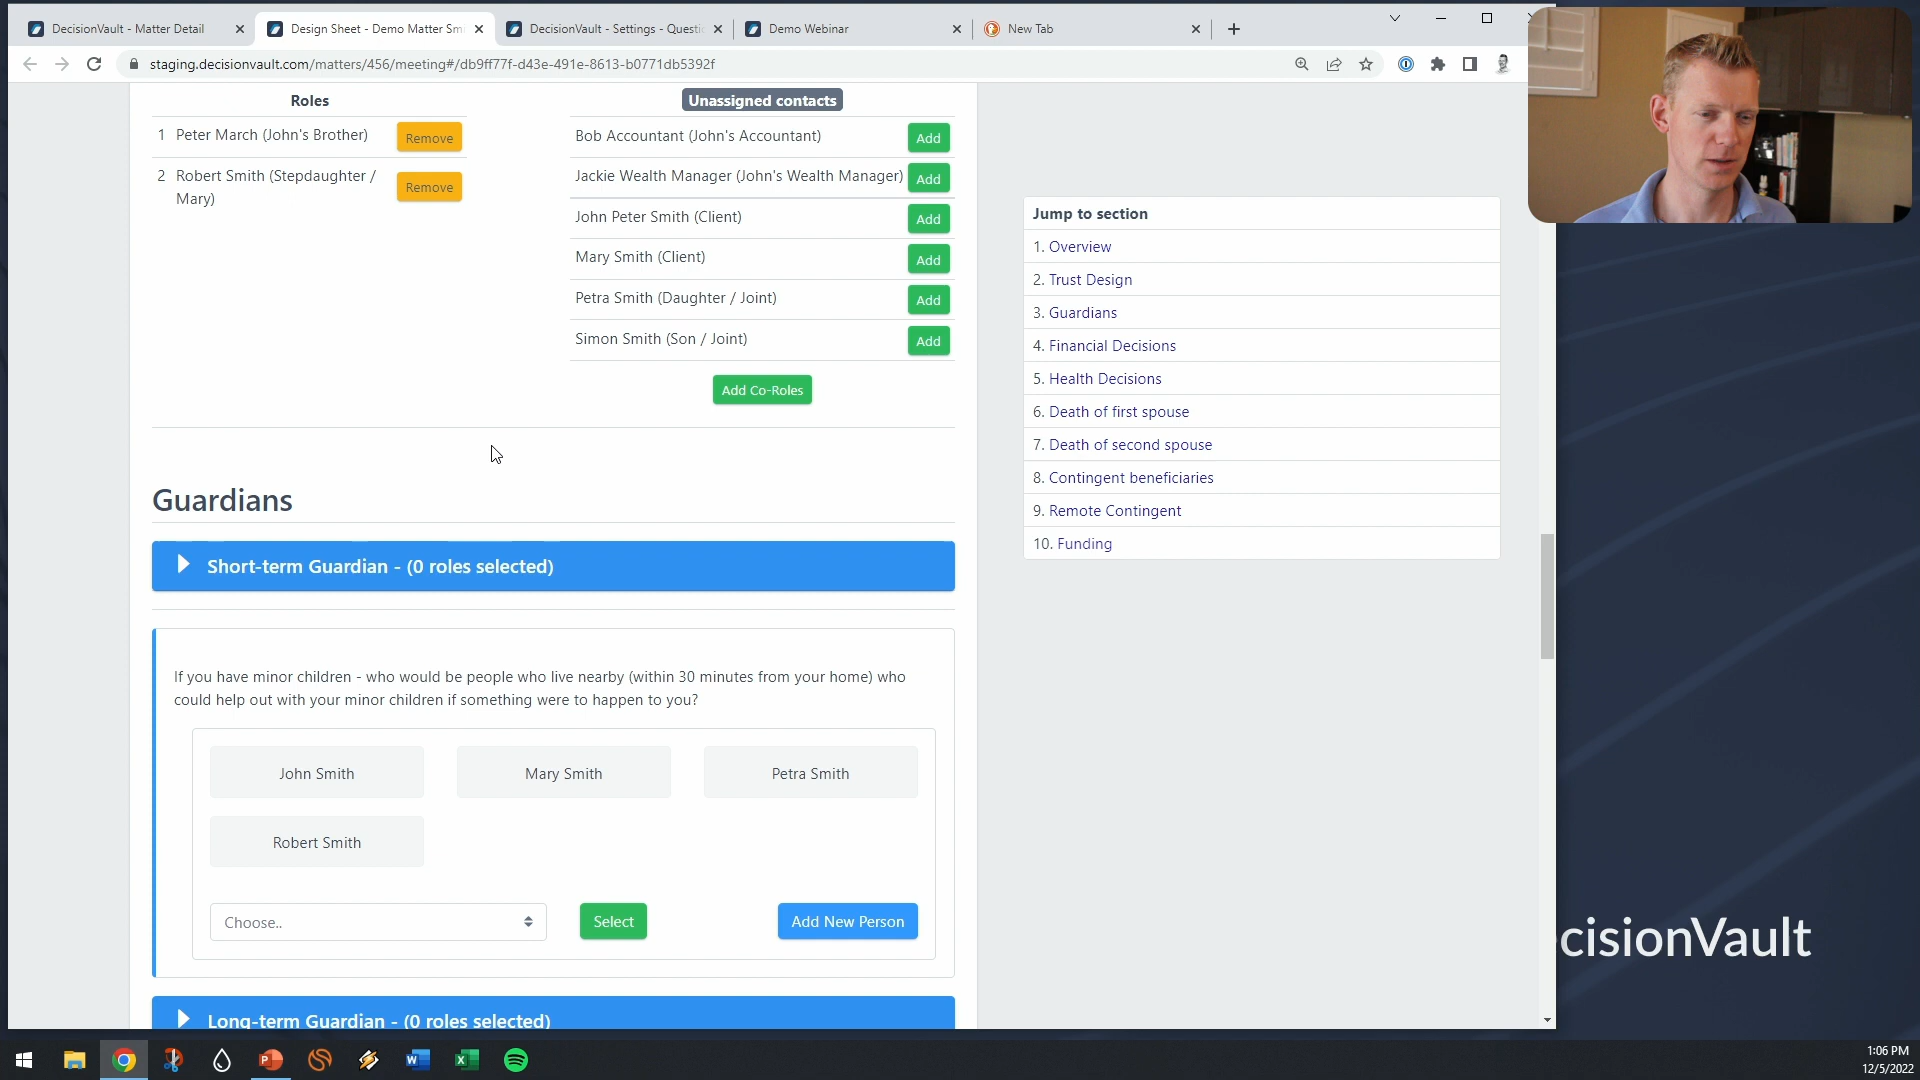 DecisionVault - Matter Detail
Design Sheet - Demo Matter Smi
DecisionVault - Settings - Questi
Demo Webinar
New Tab
staging.decisionvault.com/matters/456/meeting#/db9ff77f-d43e-491e-8613-b0771db5392f
Roles
Unassigned contacts
1 Peter March (John's Brother) Remove
2 Robert Smith (Stepdaughter /
Mary)
Remove
Bob Accountant (John's Accountant) Add
Jackie Wealth Manager (John's Wealth Manager) Add
John Peter Smith (Client) Add
Mary Smith (Client) Add
Petra Smith (Daughter / Joint) Add
Simon Smith (Son / Joint) Add
Add Co-Roles
Jump to section
1. Overview
2. Trust Design
3. Guardians
4. Financial Decisions
5. Health Decisions
6. Death of first spouse
7. Death of second spouse
8. Contingent beneficiaries
9. Remote Contingent
10. Funding
Guardians
Short-term Guardian - (0 roles selected)
If you have minor children - who would be people who live nearby (within 30 minutes from your home) who
could help out with your minor children if something were to happen to you?
John Smith
Mary Smith
Petra Smith
Robert Smith
Choose..
Select
Add New Person
Long-term Guardian - (0 roles selected)
cisionVault
1:06 PM
12/5/2022